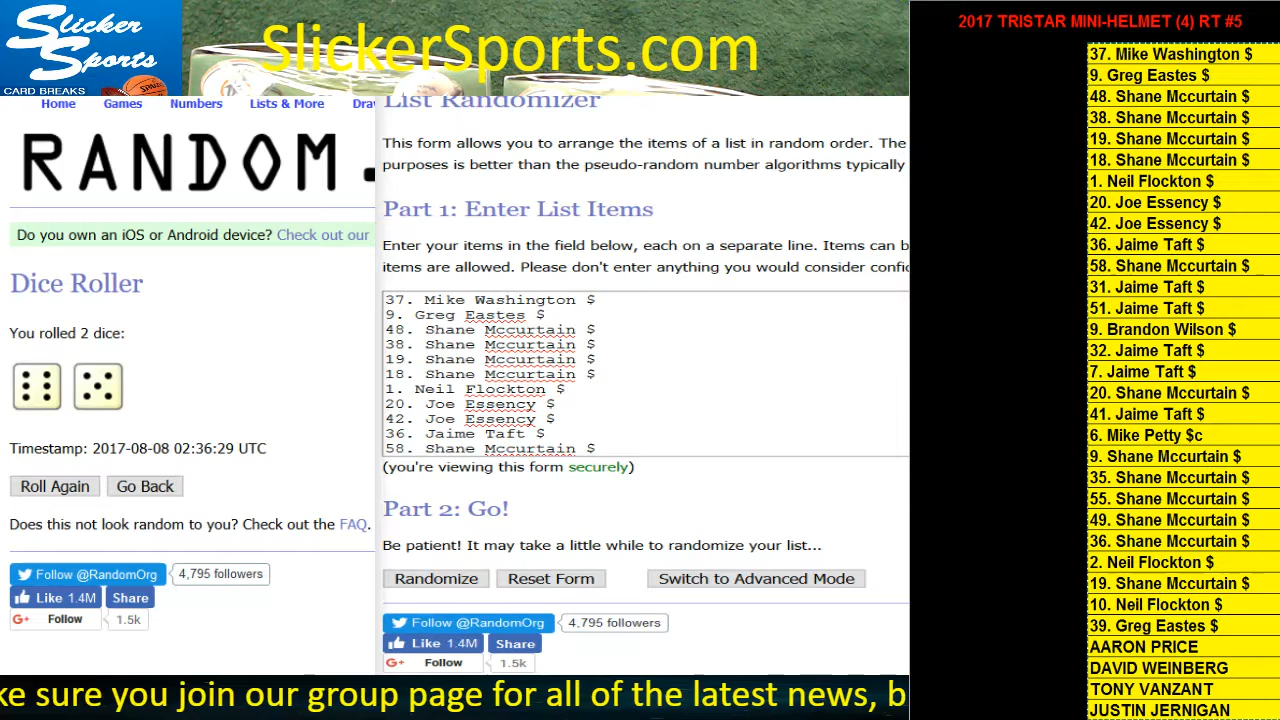 Slicker
Sports
CARD BREAKS
SlickerSports.com
Home Games Numbers Lists & More Dra
RANDOM.
Do you own an iOS or Android device? Check out our
Dice Roller
You rolled 2 dice:
Timestamp: 2017-08-08 02:36:29 UTC
Roll Again Go Back
Does this not look random to you? Check out the FAQ.
Follow @RandomOrg 4,795 followers
Like 1.4M Share
G+ Follow 1.5k
List Randomizer
This form allows you to arrange the items of a list in random order. The
purposes is better than the pseudo-random number algorithms typically
Part 1: Enter List Items
Enter your items in the field below, each on a separate line. Items can b
items are allowed. Please don't enter anything you would consider confic
37. Mike Washington $
9. Greg Eastes $
48. Shane Mccurtain $
38. Shane Mccurtain $
19. Shane Mccurtain $
18. Shane Mccurtain $
1. Neil Flockton $
20. Joe Essency $
42. Joe Essency $
36. Jaime Taft $
58. Shane Mccurtain $
(you're viewing this form securely)
Part 2: Go!
Be patient! It may take a little while to randomize your list...
Randomize Reset Form Switch to Advanced Mode
Follow @RandomOrg 4,795 followers
Like 1.4M Share
G+ Follow 1.5k
ke sure you join our group page for all of the latest news, b
2017 TRISTAR MINI-HELMET (4) RT #5
37. Mike Washington $
9. Greg Eastes $
48. Shane Mccurtain $
38. Shane Mccurtain $
19. Shane Mccurtain $
18. Shane Mccurtain $
1. Neil Flockton $
20. Joe Essency $
42. Joe Essency $
36. Jaime Taft $
58. Shane Mccurtain $
31. Jaime Taft $
51. Jaime Taft $
9. Brandon Wilson $
32. Jaime Taft $
7. Jaime Taft $
20. Shane Mccurtain $
41. Jaime Taft $
6. Mike Petty $c
9. Shane Mccurtain $
35. Shane Mccurtain $
55. Shane Mccurtain $
49. Shane Mccurtain $
36. Shane Mccurtain $
2. Neil Flockton $
19. Shane Mccurtain $
10. Neil Flockton $
39. Greg Eastes $
AARON PRICE
DAVID WEINBERG
TONY VANZANT
JUSTIN JERNIGAN